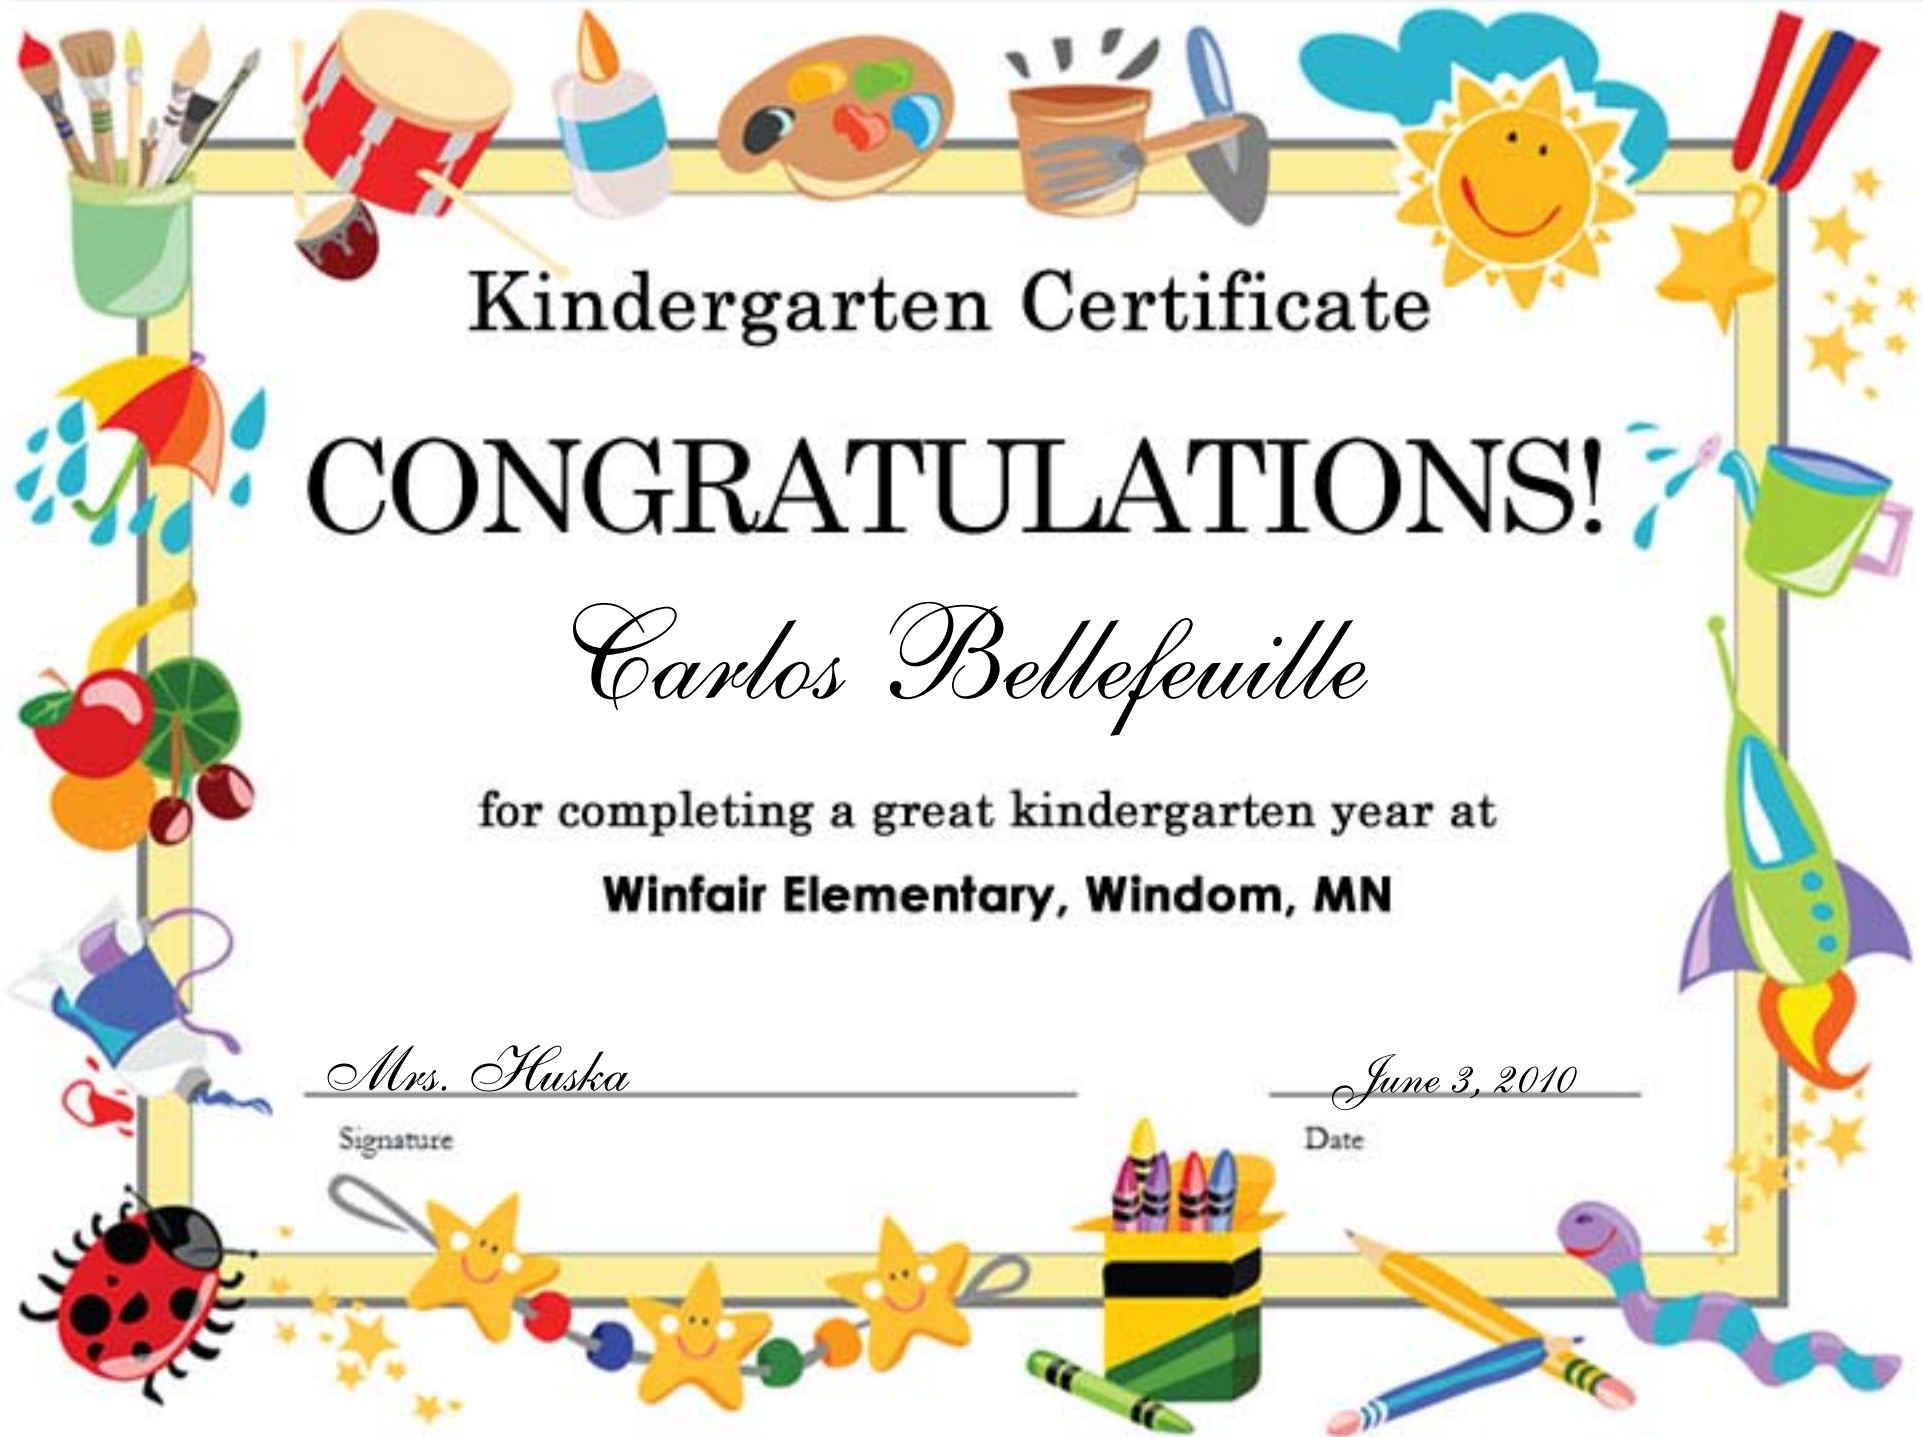 Kindergarten Certificate
CONGRATULATIONS!
Carlos Bellefeuille
for completing a great kindergarten year at
Winfair Elementary, Windom, MN
Mrs. Huska June 3, 2010
Signature Date